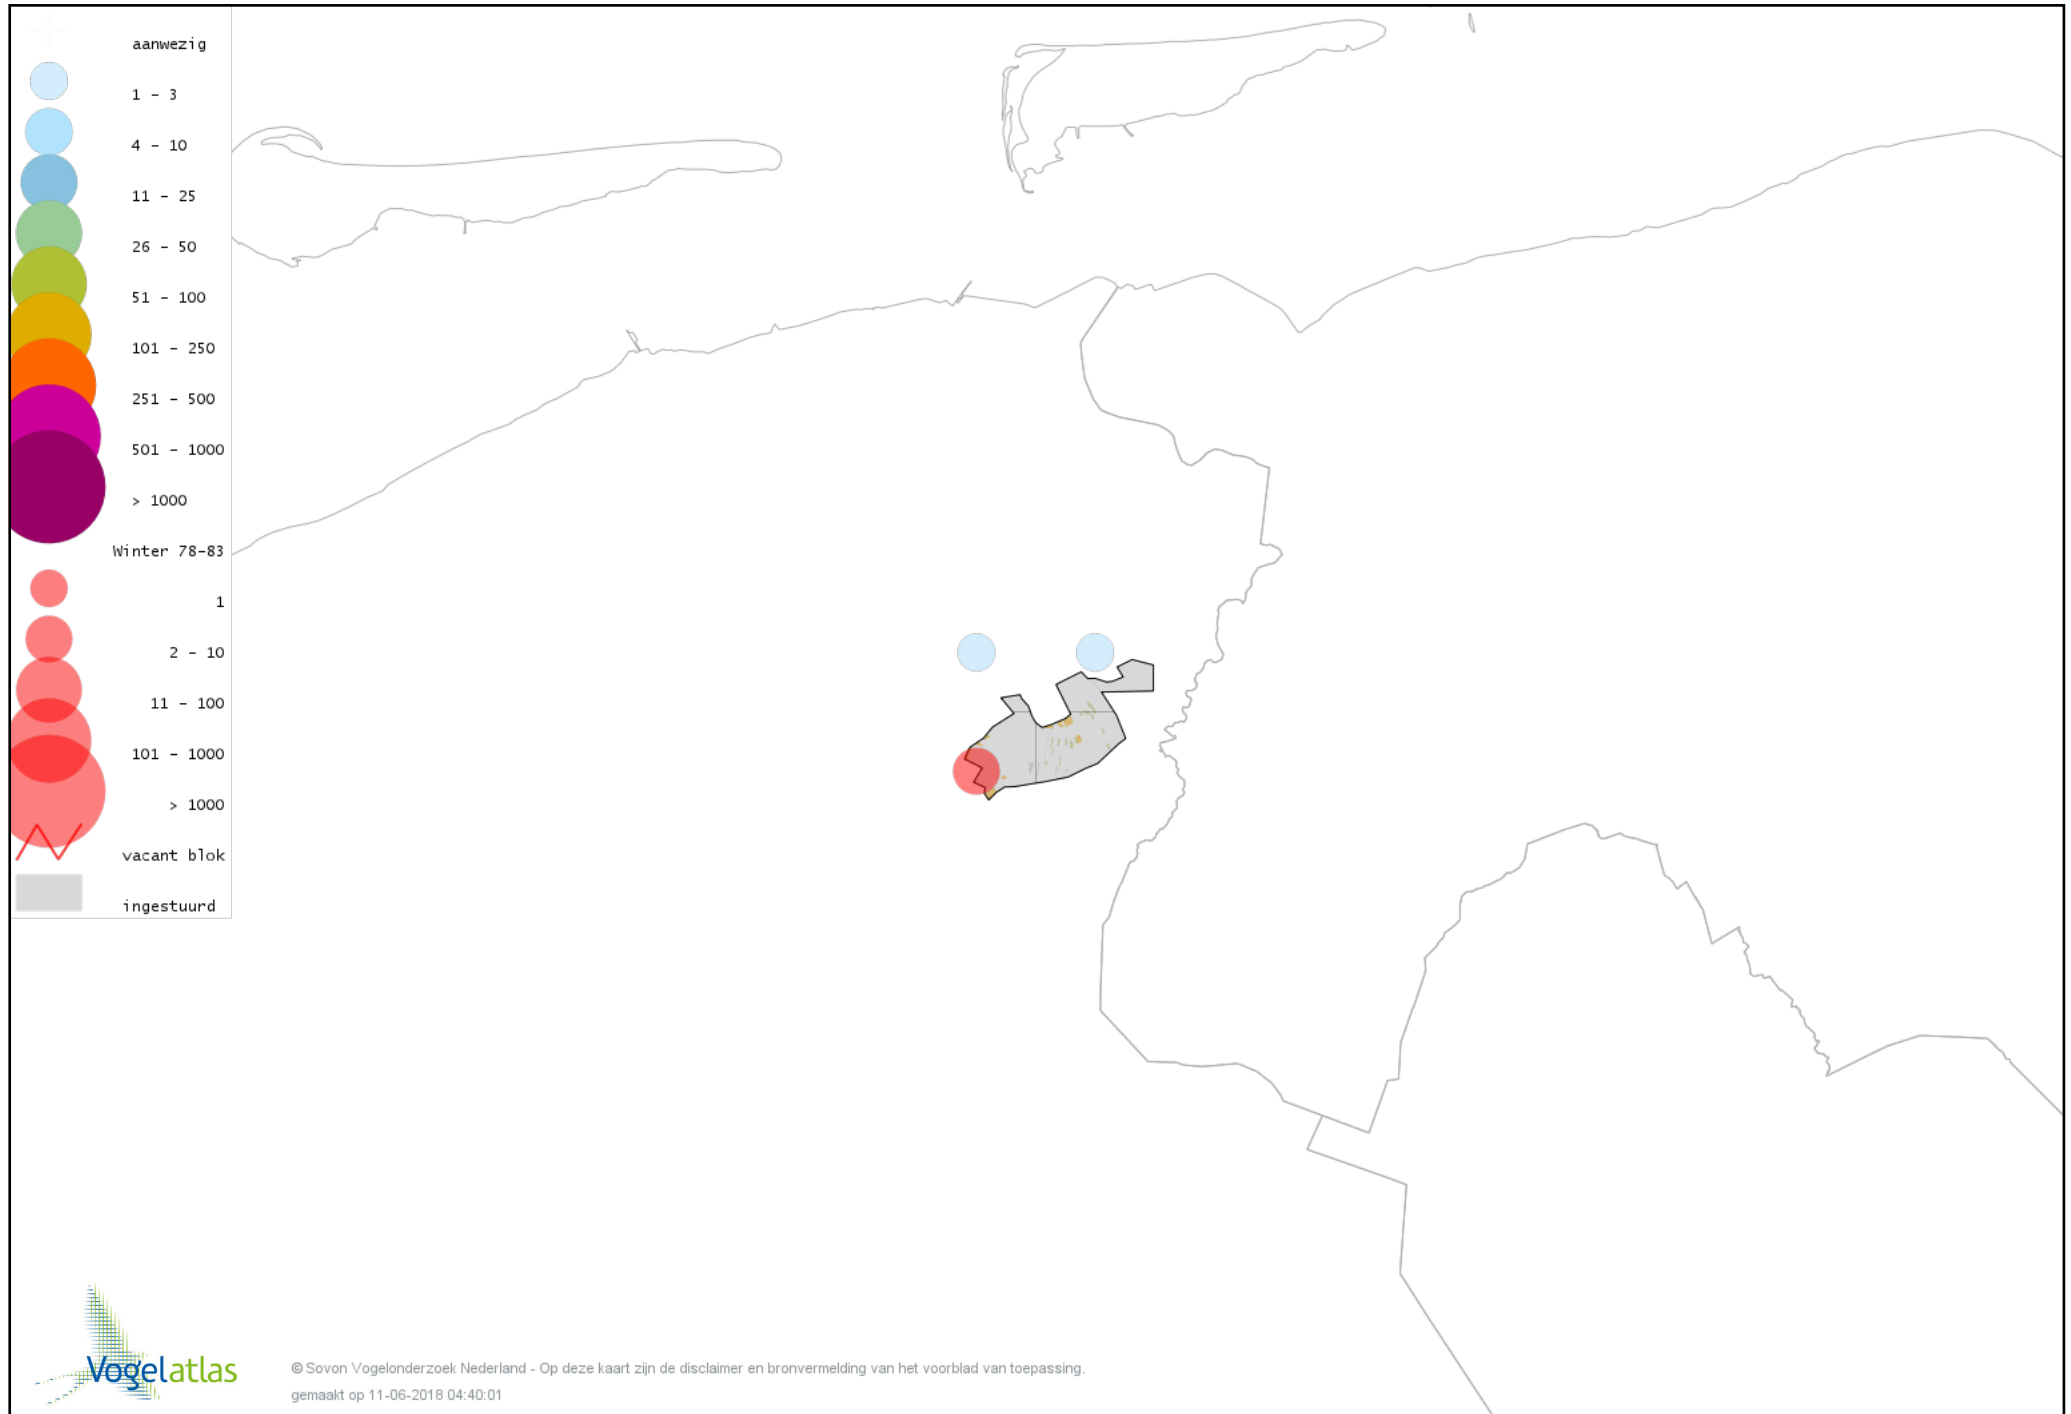 aanwezig
1 - 3
4 - 10
11 - 25
26 - 50
51 - 100
101 - 250
251 - 500
501 - 1000
> 1000
Winter 78-83
1
2 - 10
11 - 100
101 - 1000
> 1000
vacant blok
ingestuurd
Vogelatlas
© Sovon Vogelonderzoek Nederland - Op deze kaart zijn de disclaimer en bronvermelding van het voorblad van toepassing.
gemaakt op 11-06-2018 04:40:01